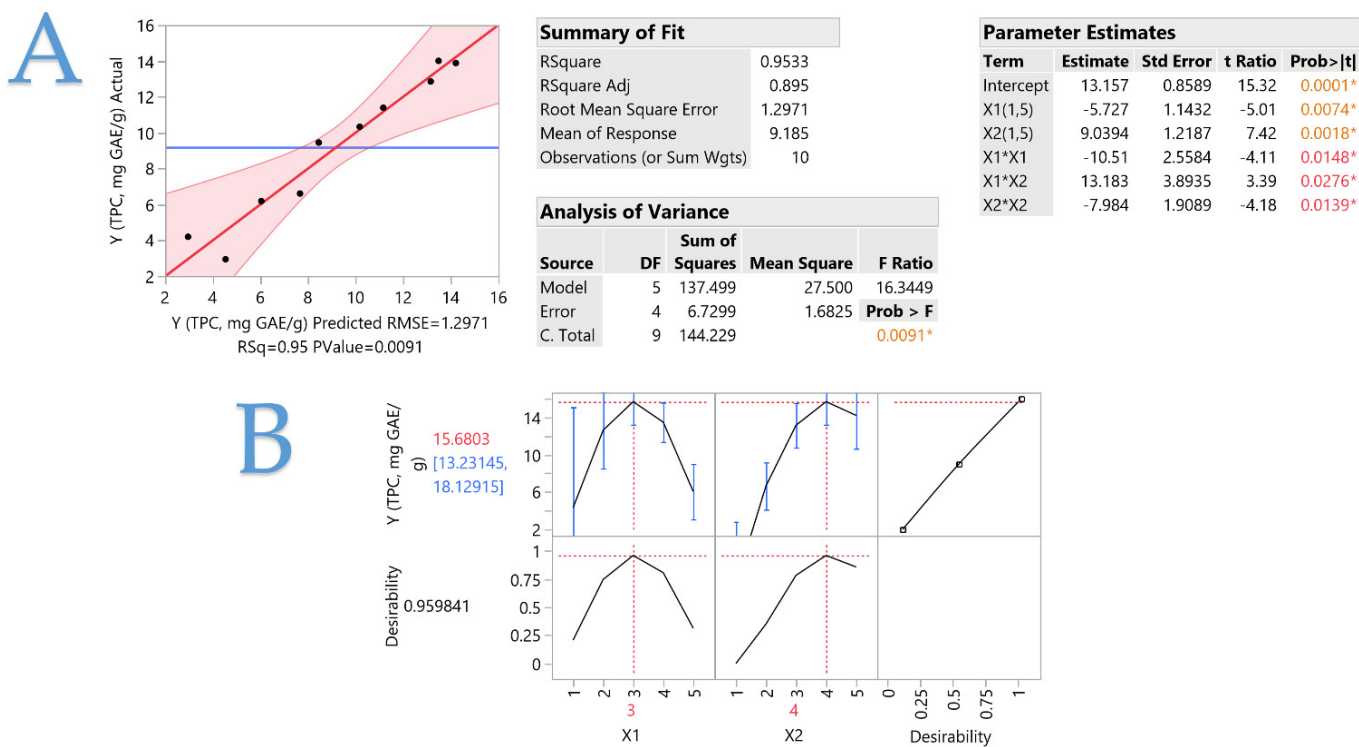 A
Y (TPC, mg GAE/g) Actual
16
14
12
10
8
6
4
2
2 4 6 8 10 12 14 16
Y (TPC, mg GAE/g) Predicted RMSE=1.2971
RSq=0.95 PValue=0.0091
Summary of Fit
RSquare 0.9533
RSquare Adj 0.895
Root Mean Square Error 1.2971
Mean of Response 9.185
Observations (or Sum Wgts) 10
Analysis of Variance
Sum of
Source DF Squares Mean Square F Ratio
Model 5 137.499 27.500 16.3449
Error 4 6.7299 1.6825 Prob > F
C. Total 9 144.229 0.0091*
Parameter Estimates
Term Estimate Std Error t Ratio Prob>|t|
Intercept 13.157 0.8589 15.32 0.0001*
X1(1,5) -5.727 1.1432 -5.01 0.0074*
X2(1,5) 9.0394 1.2187 7.42 0.0018*
X1*X1 -10.51 2.5584 -4.11 0.0148*
X1*X2 13.183 3.8935 3.39 0.0276*
X2*X2 -7.984 1.9089 -4.18 0.0139*
B
Y (TPC, mg GAE/
g)
15.6803
[13.23145,
18.12915]
14
10
6
2
Desirability
0.959841
1
0.75
0.5
0.25
0
1 2 3 4 5
3
X1
1 2 3 4 5
4
X2
0 0.25 0.5 0.75 1
Desirability